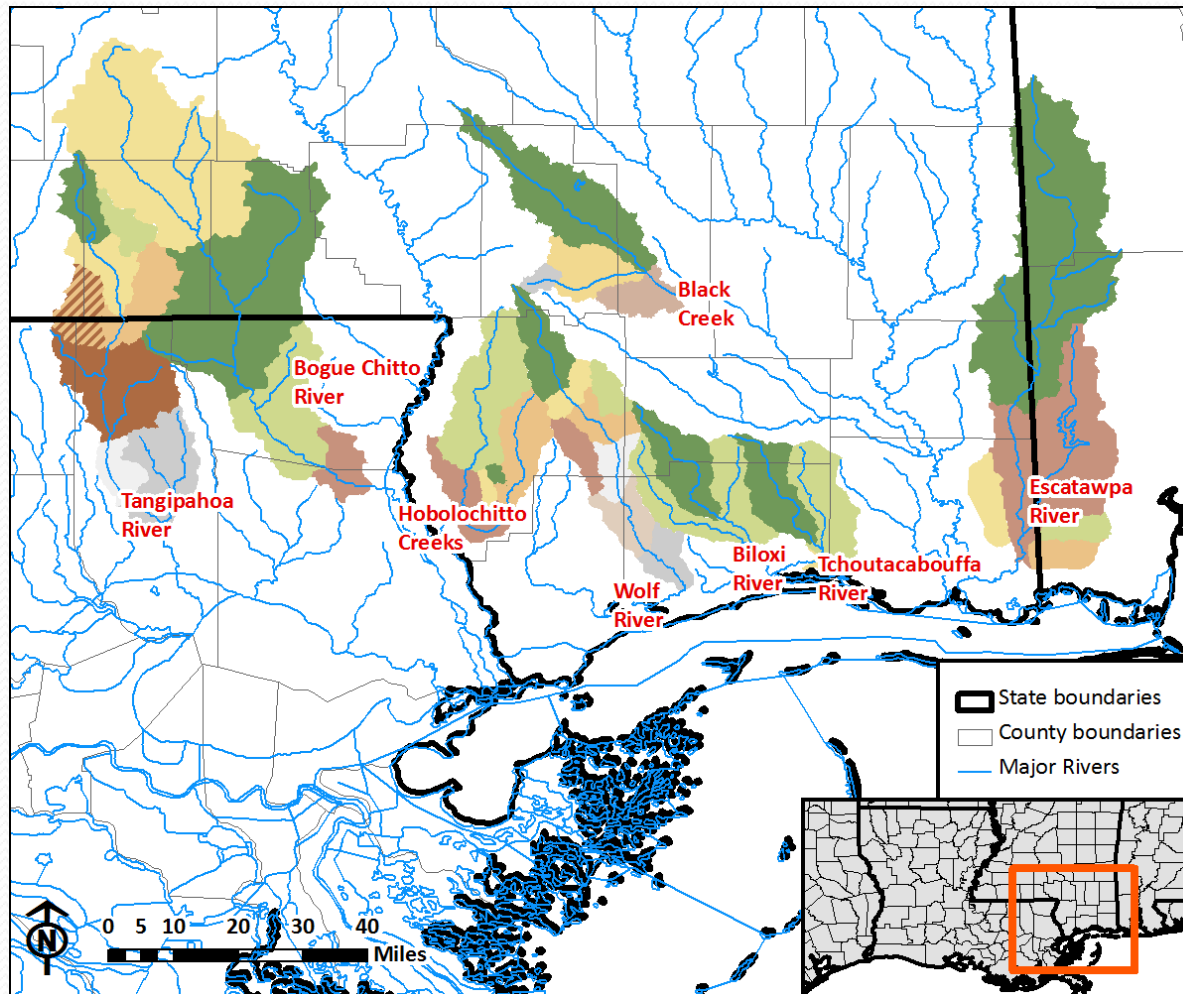 Black
Creek
Bogue Chitto
River
Tangipahoa
River
Hobolochitto
Creeks
Escatawpa
River
Biloxi
River
Tchoutacabouffa
River
Wolf
River
State boundaries
County boundaries
Major Rivers
N
0 5 10 20 30 40
Miles